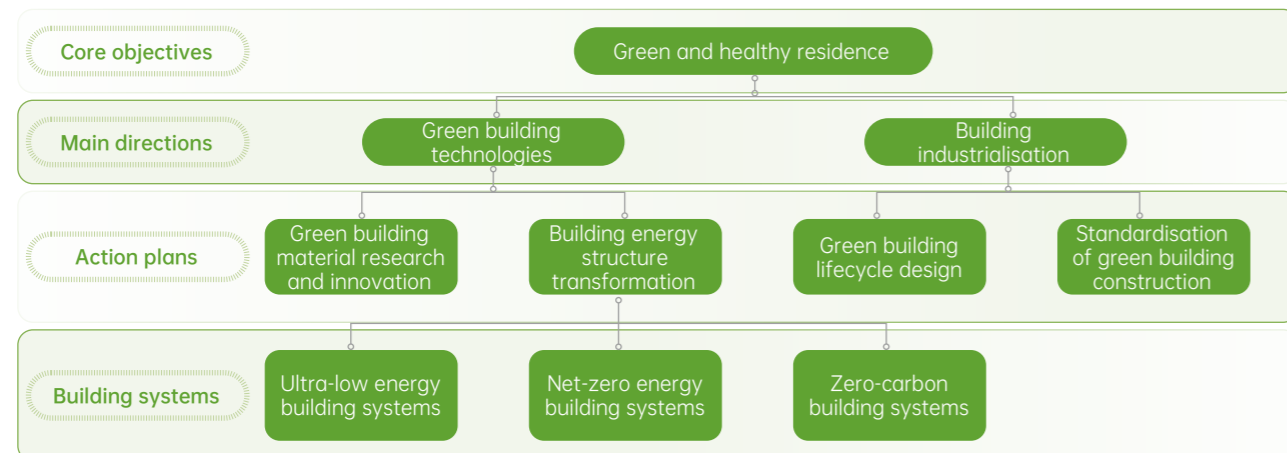 Core objectives
Green and healthy residence
Main directions
Green building
technologies
Building
industrialisation
Action plans
Green building
material research
and innovation
Building energy
structure
transformation
Green building
lifecycle design
Standardisation
of green building
construction
Building systems
Ultra-low energy
building systems
Net-zero energy
building systems
Zero-carbon
building systems